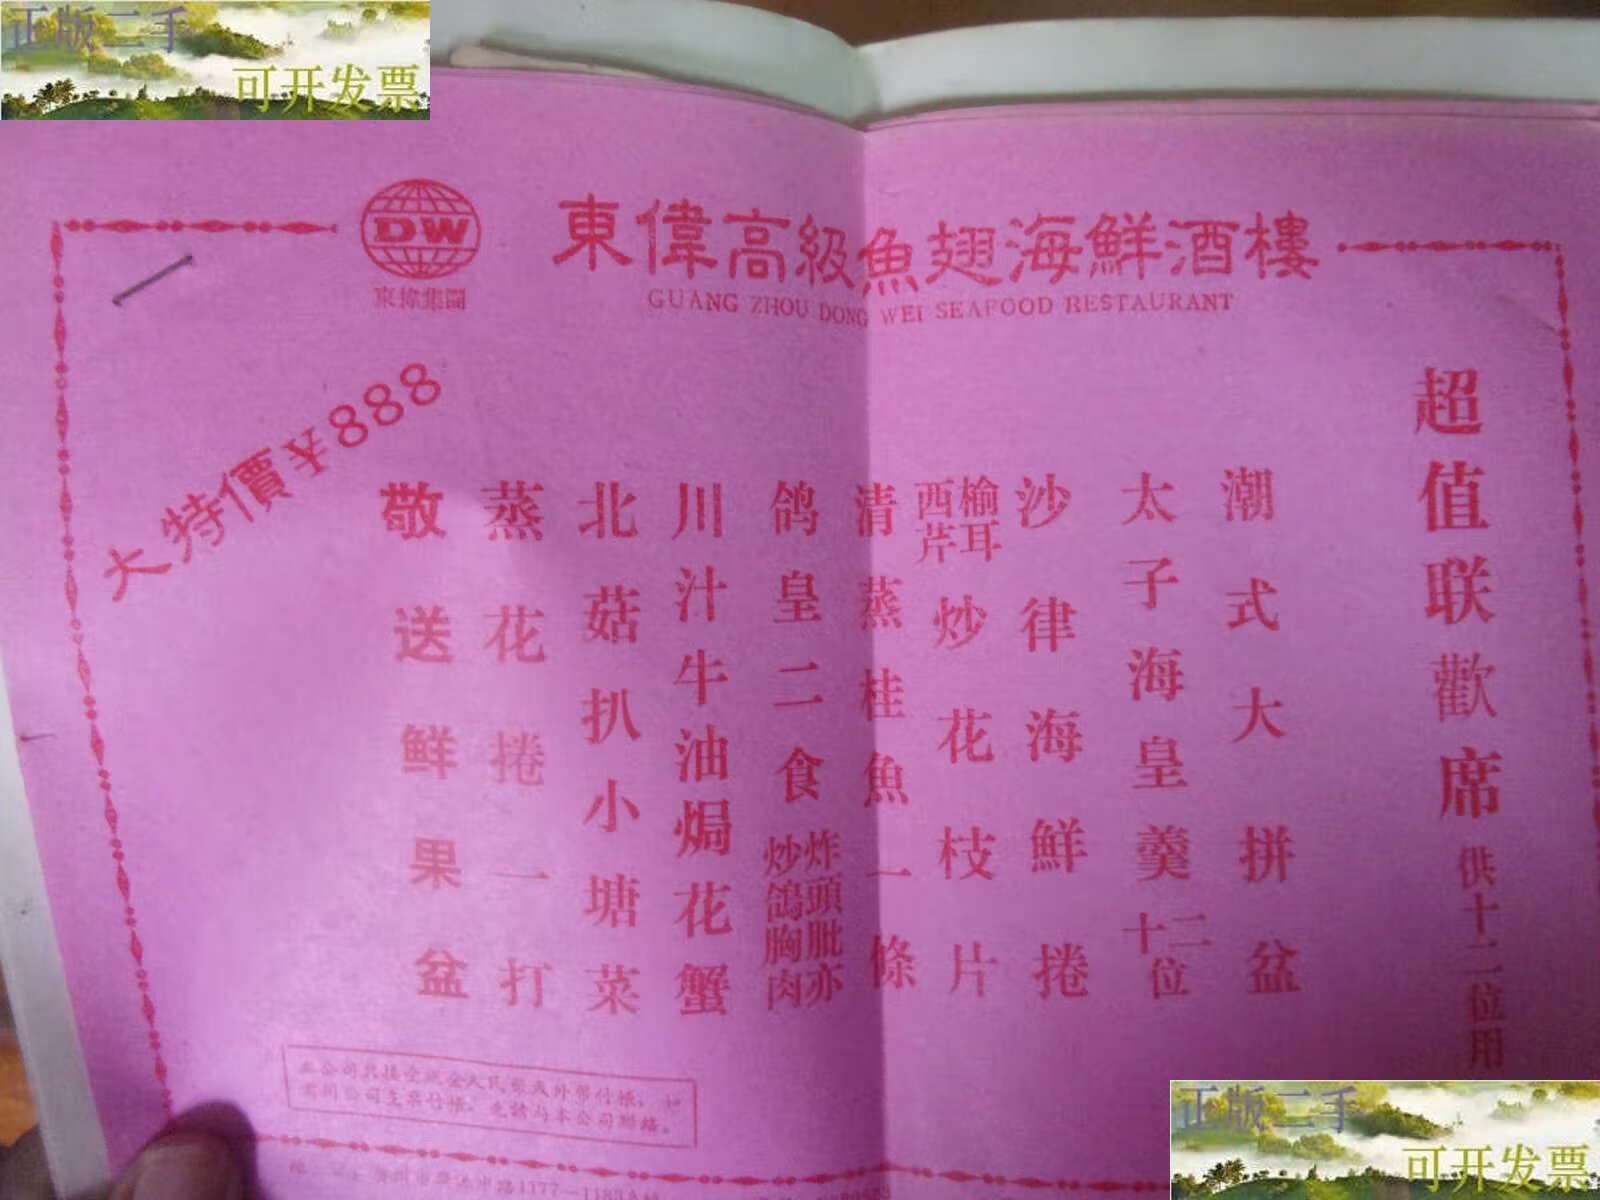 正版二手
可开发票
DW
東偉集團
東偉高級魚翅海鮮酒樓
GUANG ZHOU DONG WEI SEAFOOD RESTAURANT
大特價¥888
超值联歡席 供十二位用
潮式大拼盆
太子海皇羹 十二位
沙律海鮮捲
榆耳西芹炒花枝片
清蒸桂魚一條
鸽皇二食 炸頭肶亦炒鴿胸肉
川汁牛油焗花蟹
北菇扒小塘菜
蒸花捲一打
敬送鮮果盆
1177—1183
正版二手
可开发票